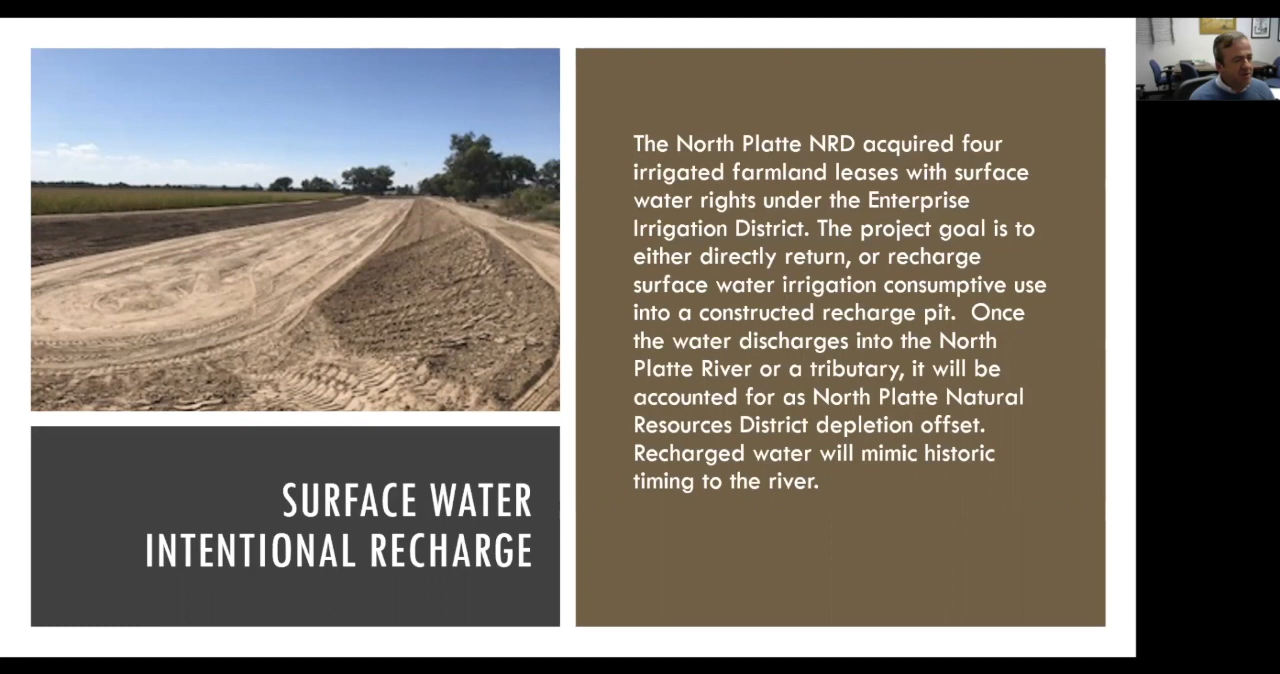 The North Platte NRD acquired four
irrigated farmland leases with surface
water rights under the Enterprise
Irrigation District. The project goal is to
either directly return, or recharge
surface water irrigation consumptive use
into a constructed recharge pit.  Once
the water discharges into the North
Platte River or a tributary, it will be
accounted for as North Platte Natural
Resources District depletion offset.
Recharged water will mimic historic
timing to the river.
SURFACE WATER
INTENTIONAL RECHARGE